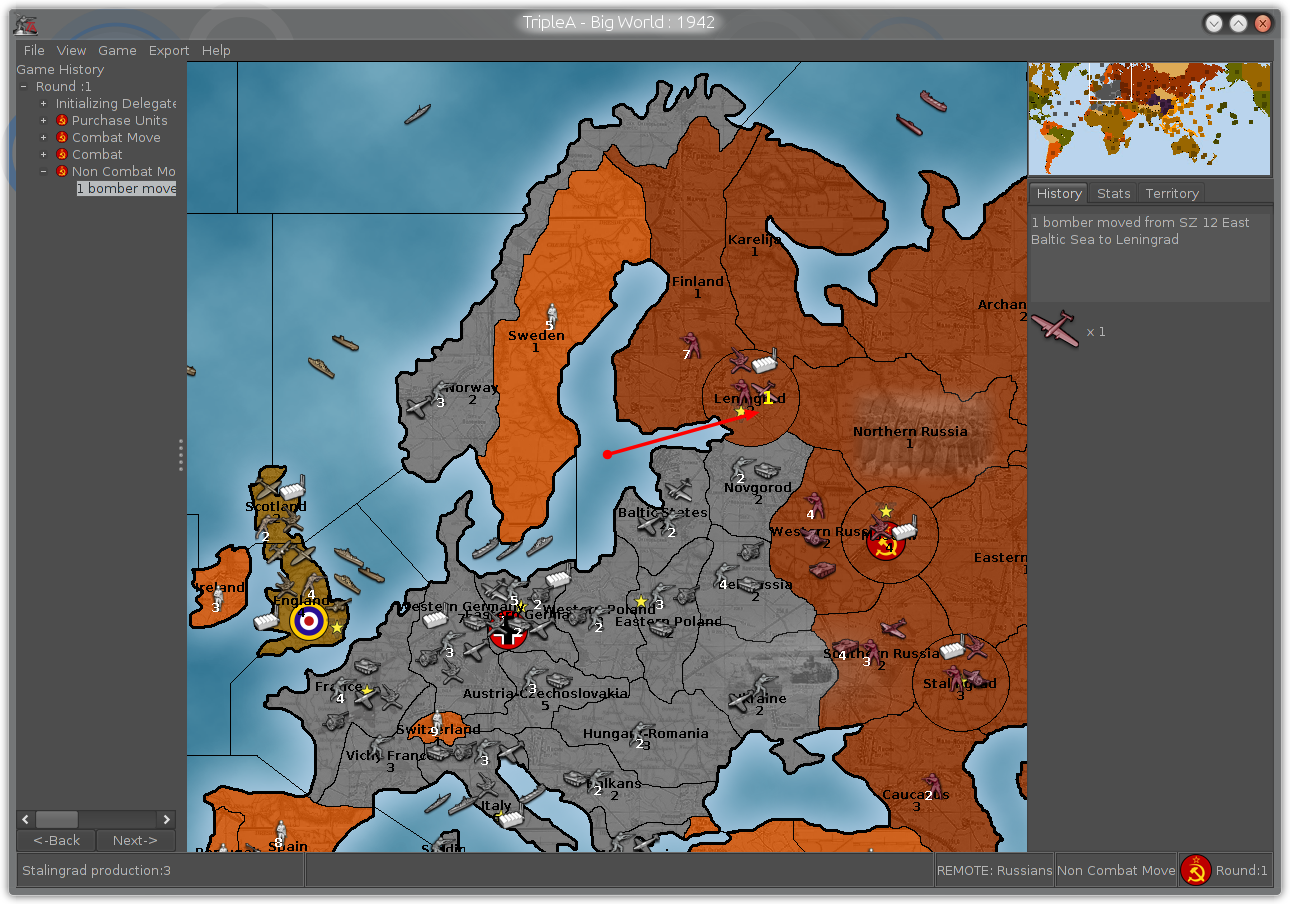 TripleA - Big World : 1942
File View Game Export Help
Game History
Round :1
Initializing Delegate
Purchase Units
Combat Move
Combat
Non Combat Mo
1 bomber move
<-Back Next->
History Stats Territory
1 bomber moved from SZ 12 East
Baltic Sea to Leningrad
x 1
Karelija
1
Finland
1
Archan
2
Sweden
5
1
Norway
3
2
7
Leningrad
1
Northern Russia
1
Scotland
2
Novgorod
2
2
Baltic States
2
Western Russia
4
2
4
Eastern
1
Ireland
3
England
4
Western Germany
5
2
Western Poland
3
2
Eastern Poland
Belorussia
4
2
Southern Russia
4
3
2
Stalingrad
3
France
4
3
Austria-Czechoslovakia
3
5
Ukraine
2
Switzerland
9
Hungary-Romania
2
3
Vichy France
3
3
Balkans
2
2
Italy
Caucasus
2
3
Spain
8
Stalingrad production:3
REMOTE: Russians Non Combat Move Round:1